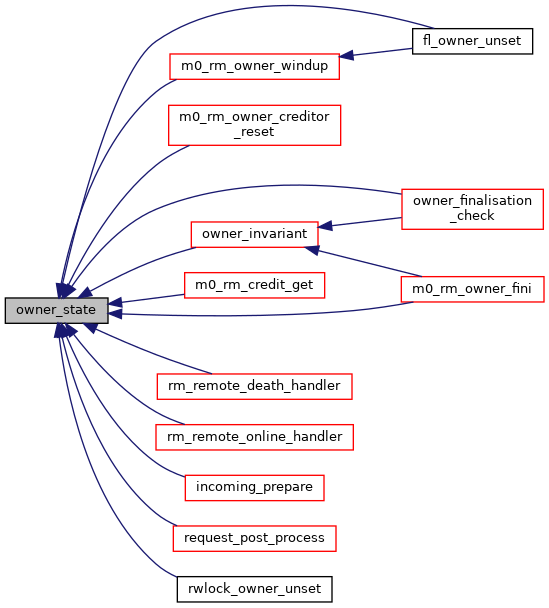 fl_owner_unset
m0_rm_owner_windup
m0_rm_owner_creditor
_reset
owner_finalisation
_check
owner_invariant
m0_rm_credit_get
m0_rm_owner_fini
owner_state
rm_remote_death_handler
rm_remote_online_handler
incoming_prepare
request_post_process
rwlock_owner_unset